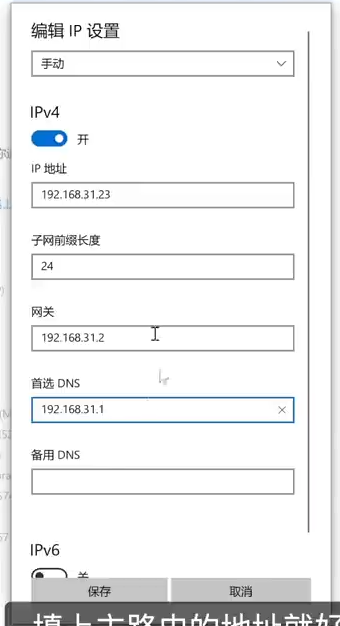 编辑 IP 设置
手动
IPv4
开
IP 地址
192.168.31.23
子网前缀长度
24
网关
192.168.31.2
首选 DNS
192.168.31.1
备用 DNS
IPv6
关
保存
取消
填上主路由的地址就好